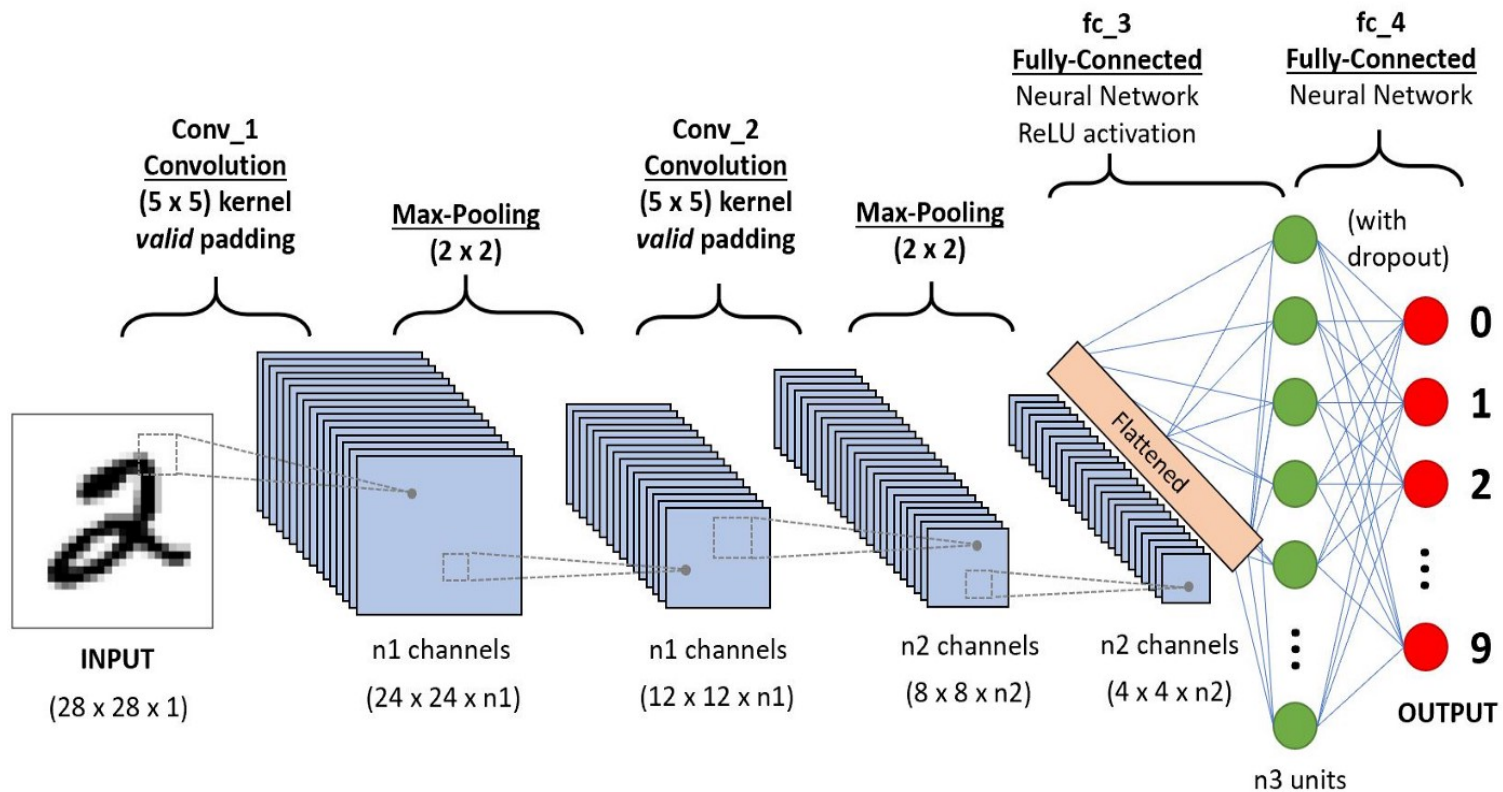 Conv_1
Convolution
(5 x 5) kernel
valid padding
Max-Pooling
(2 x 2)
Conv_2
Convolution
(5 x 5) kernel
valid padding
Max-Pooling
(2 x 2)
fc_3
Fully-Connected
Neural Network
ReLU activation
fc_4
Fully-Connected
Neural Network
(with
dropout)
2
INPUT
(28 x 28 x 1)
n1 channels
(24 x 24 x n1)
n1 channels
(12 x 12 x n1)
n2 channels
(8 x 8 x n2)
n2 channels
(4 x 4 x n2)
Flattened
n3 units
0
1
2
9
OUTPUT